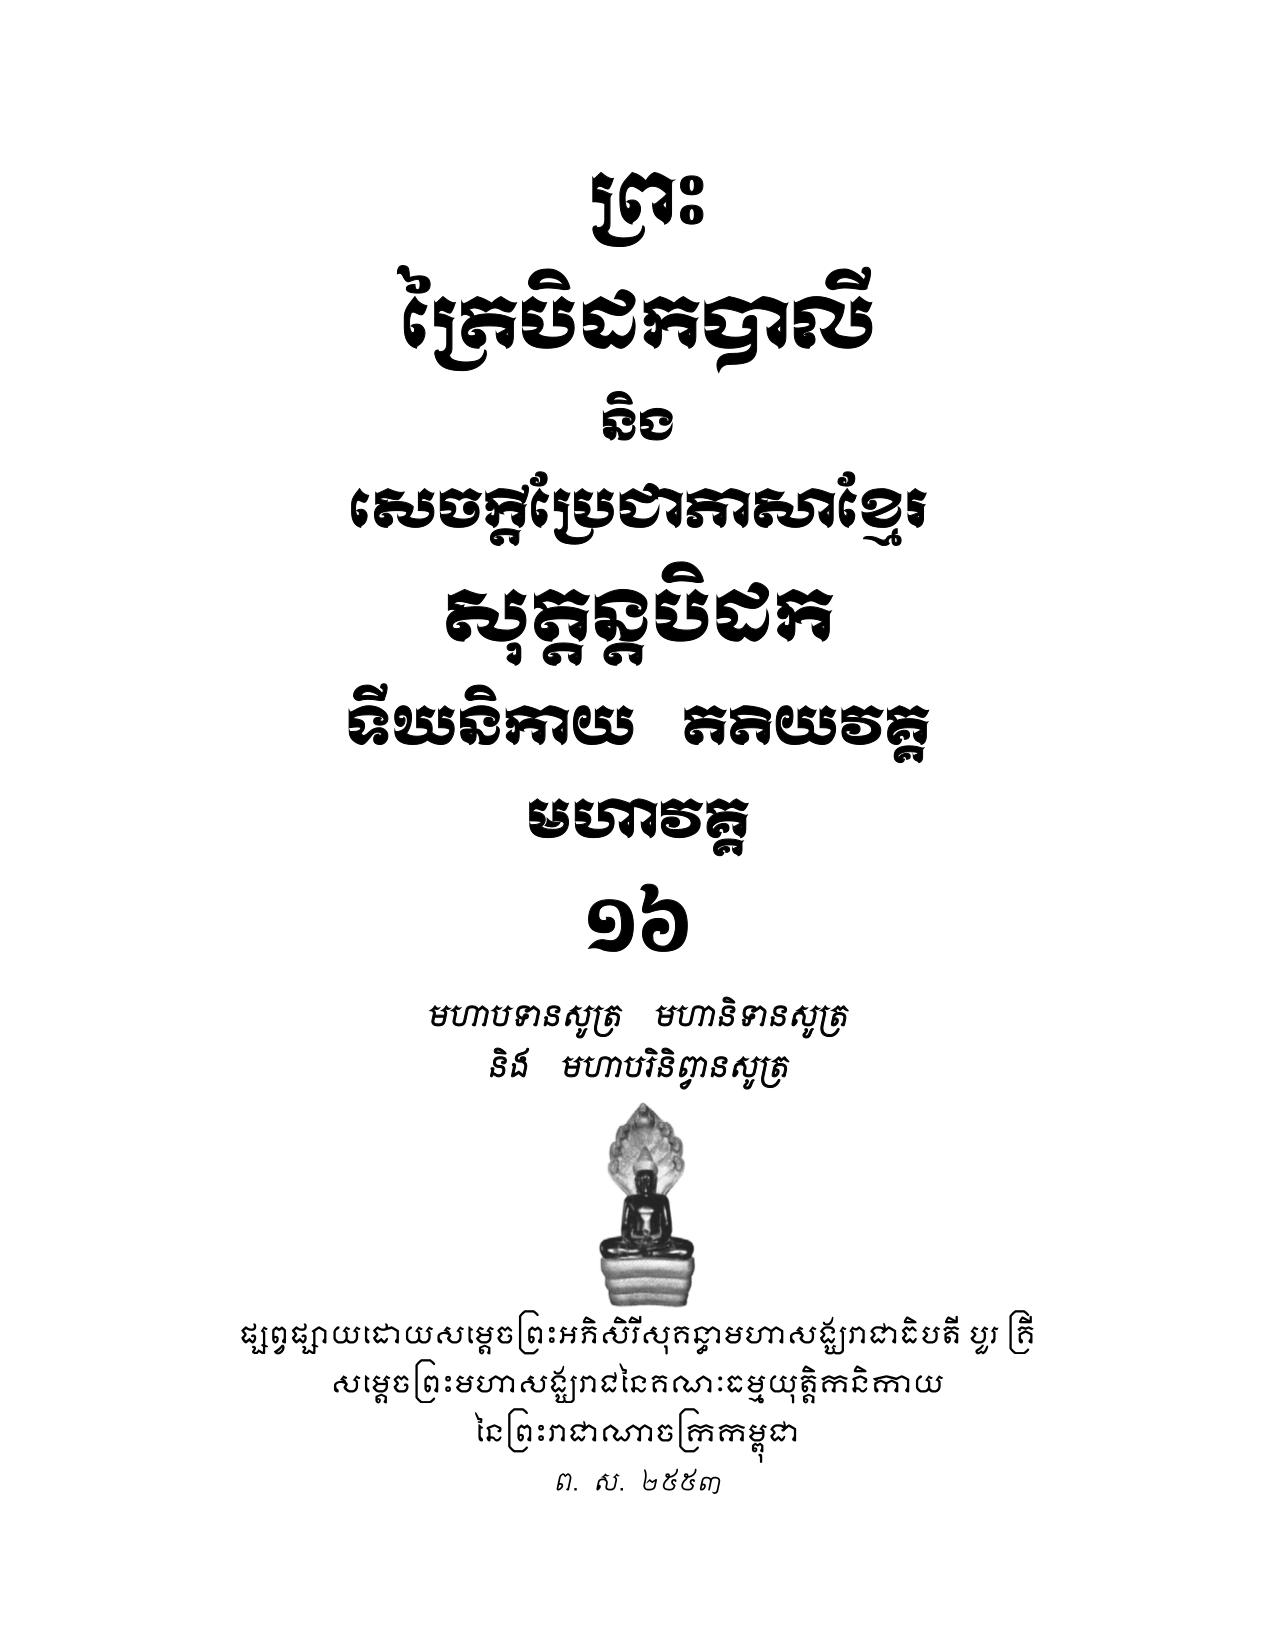 ព្រះ
ត្រៃបិដកបាលី
និង
សេចក្តីប្រែជាភាសាខ្មែរ
សុត្តន្តបិដក
ទីឃនិកាយ តតិយវគ្គ
មហាវគ្គ
១៦
មហាបទានសូត្រ មហានិទានសូត្រ
និង មហាបរិនិព្វានសូត្រ
ផ្សព្វផ្សាយដោយសម្តេចព្រះអភិសិរីសុគន្ធាមហាសង្ឃរាជាធិបតី បួរ គ្រី
សម្តេចព្រះមហាសង្ឃរាជនៃគណៈធម្មយុត្តិកនិកាយ
នៃព្រះរាជាណាចក្រកម្ពុជា
ព. ស. ២៥៥៣